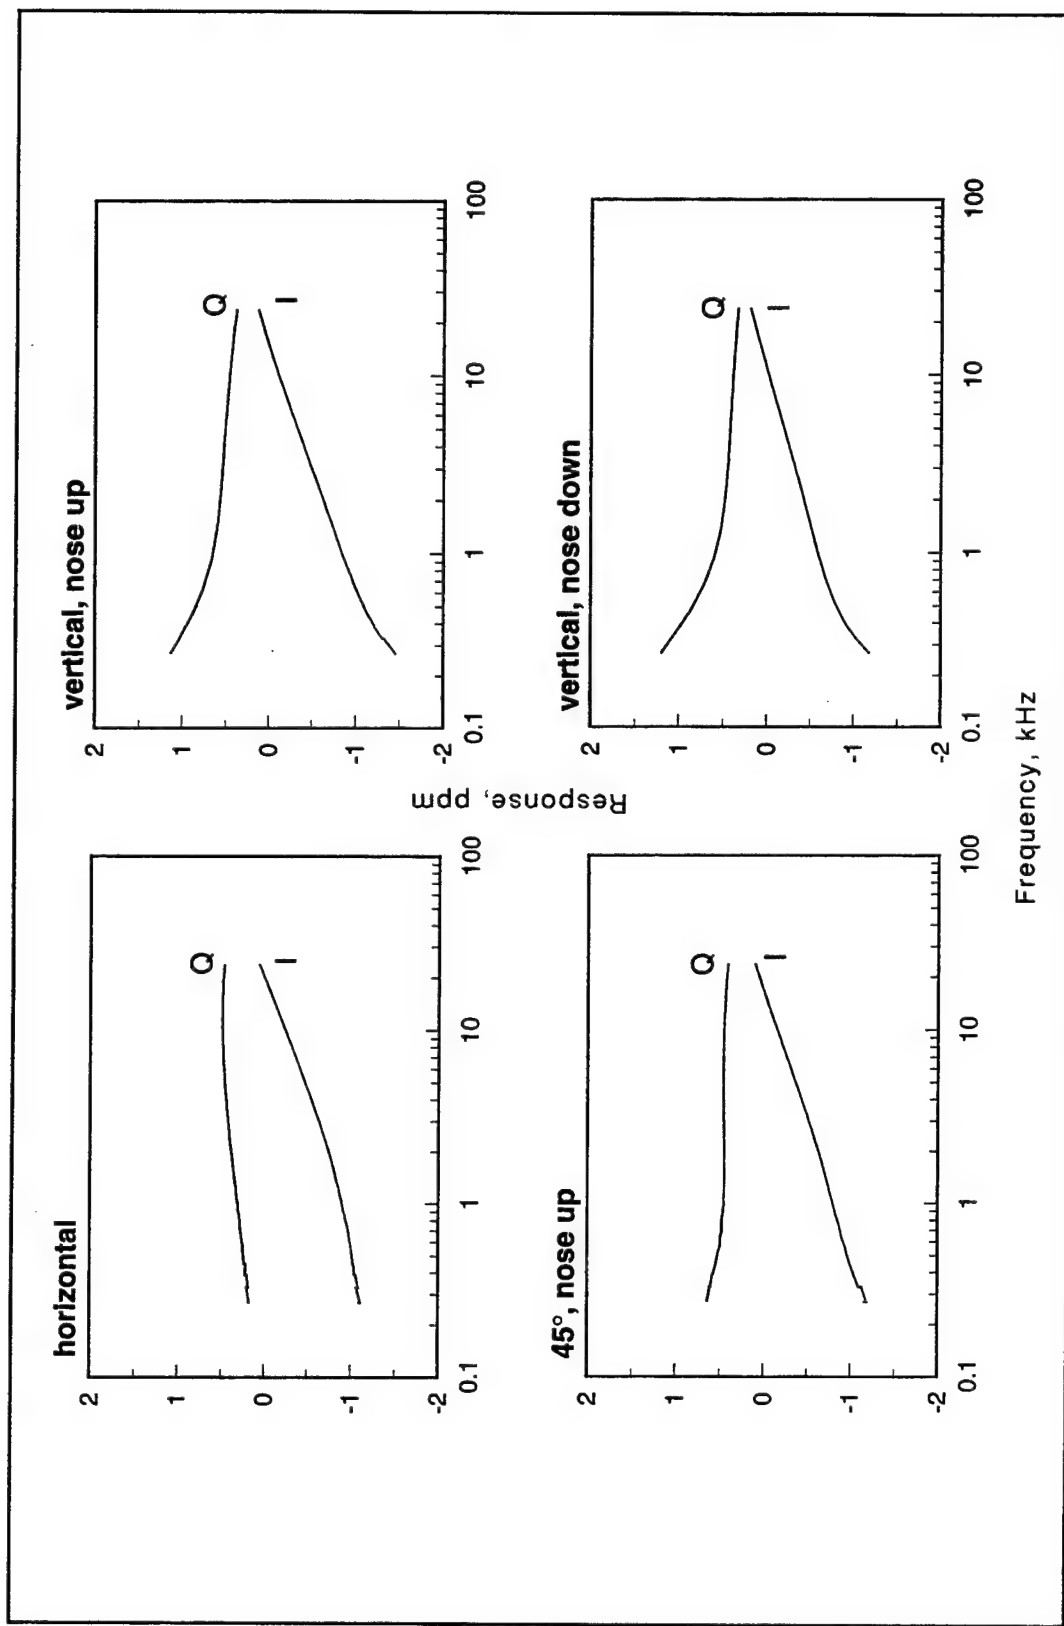 horizontal
2
1
0
-1
-2
0.1
1
10
100
Q
I
vertical, nose up
2
1
0
-1
-2
0.1
1
10
100
Q
I
Response, ppm
45°, nose up
2
1
0
-1
-2
0.1
1
10
100
Q
I
vertical, nose down
2
1
0
-1
-2
0.1
1
10
100
Q
I
Frequency, kHz